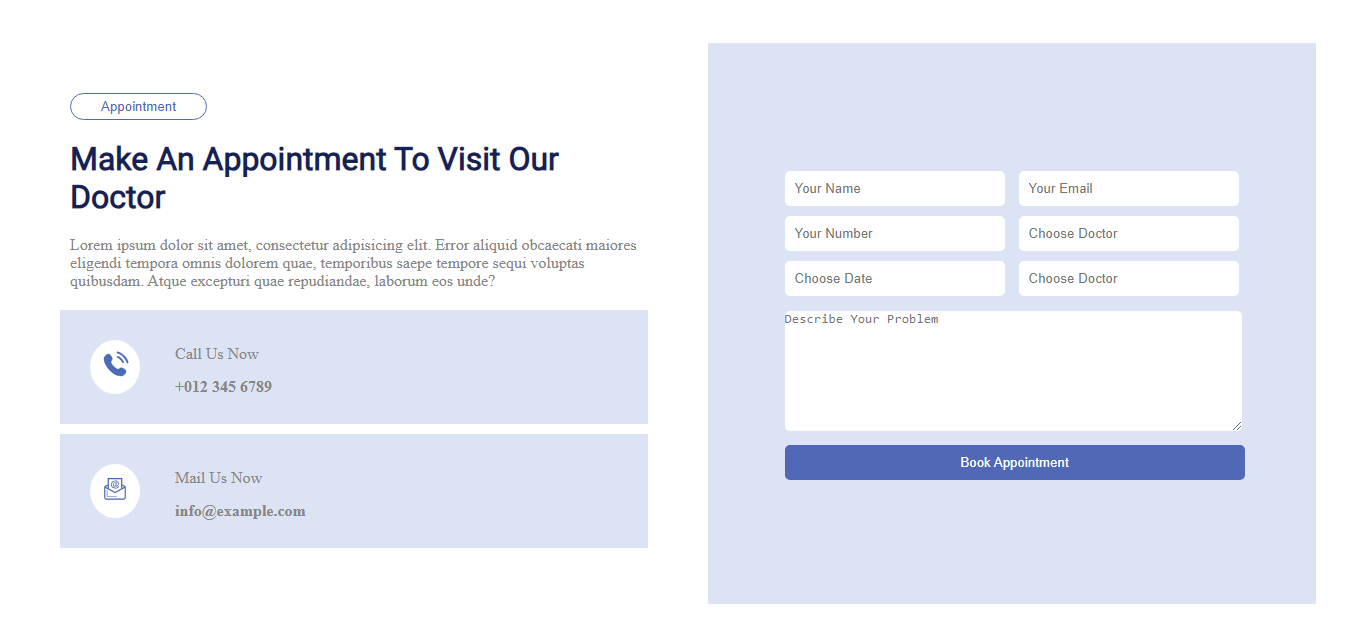 Appointment
Make An Appointment To Visit Our
Doctor
Lorem ipsum dolor sit amet, consectetur adipisicing elit. Error aliquid obcaecati maiores
eligendi tempora omnis dolorem quae, temporibus saepe tempore sequi voluptas
quibusdam. Atque excepturi quae repudiandae, laborum eos unde?
Call Us Now
+012 345 6789
Mail Us Now
info@example.com
Your Name
Your Email
Your Number
Choose Doctor
Choose Date
Choose Doctor
Describe Your Problem
Book Appointment